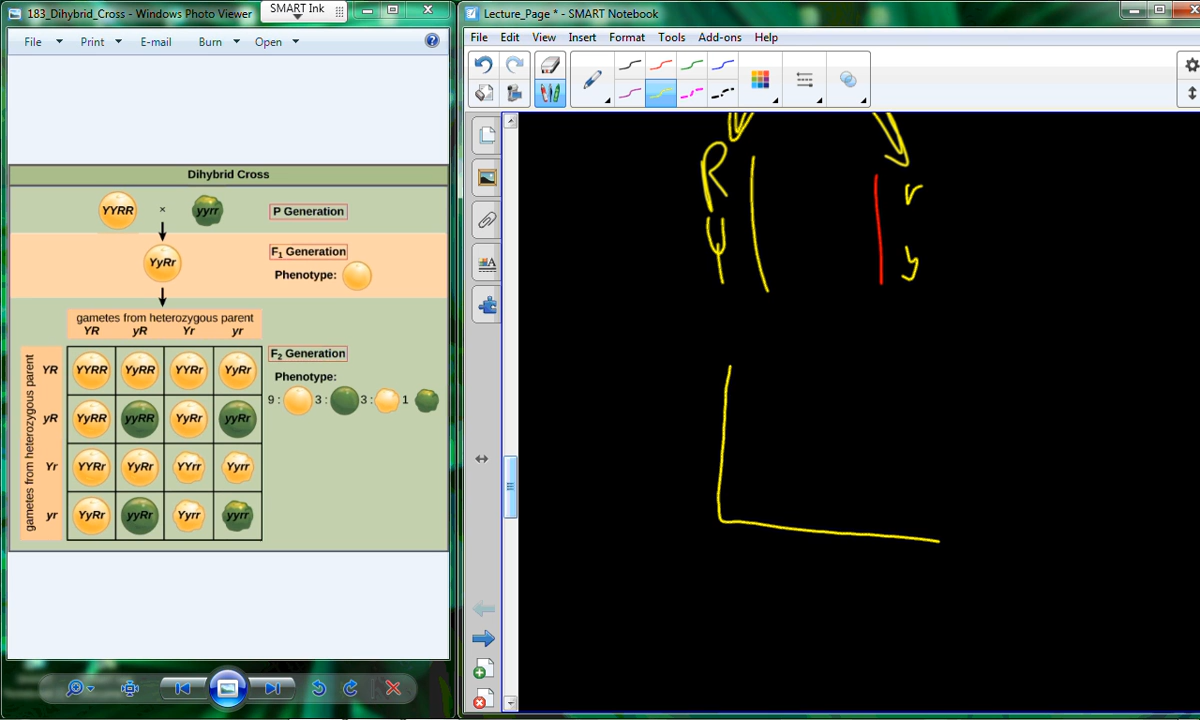 183_Dihybrid_Cross - Windows Photo Viewer
SMART Ink
File Print E-mail Burn Open
Dihybrid Cross
YYRR × yyrr P Generation
F1 Generation
YyRr Phenotype:
gametes from heterozygous parent
YR yR Yr yr
F2 Generation
Phenotype:
9 : 3 : 3 : 1
gametes from heterozygous parent
YR YYRR YyRR YYRr YyRr
yR YyRR yyRR YyRr yyRr
Yr YYRr YyRr YYrr Yyrr
yr YyRr yyRr Yyrr yyrr
Lecture_Page * - SMART Notebook
File Edit View Insert Format Tools Add-ons Help
R r
Y y